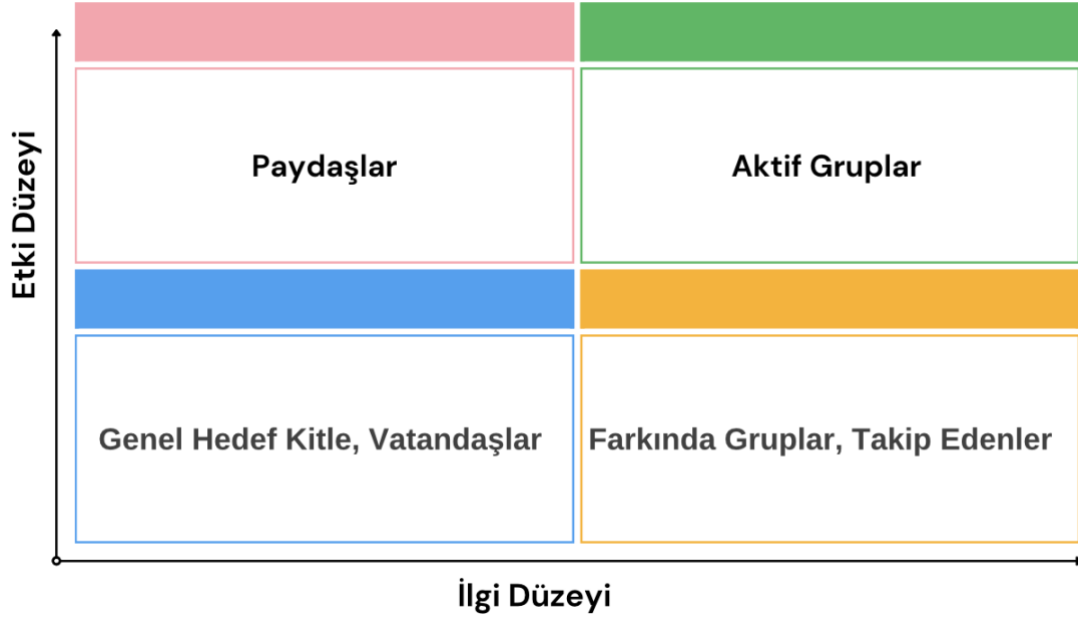 Etki Düzeyi
Paydaşlar
Aktif Gruplar
Genel Hedef Kitle, Vatandaşlar
Farkında Gruplar, Takip Edenler
İlgi Düzeyi